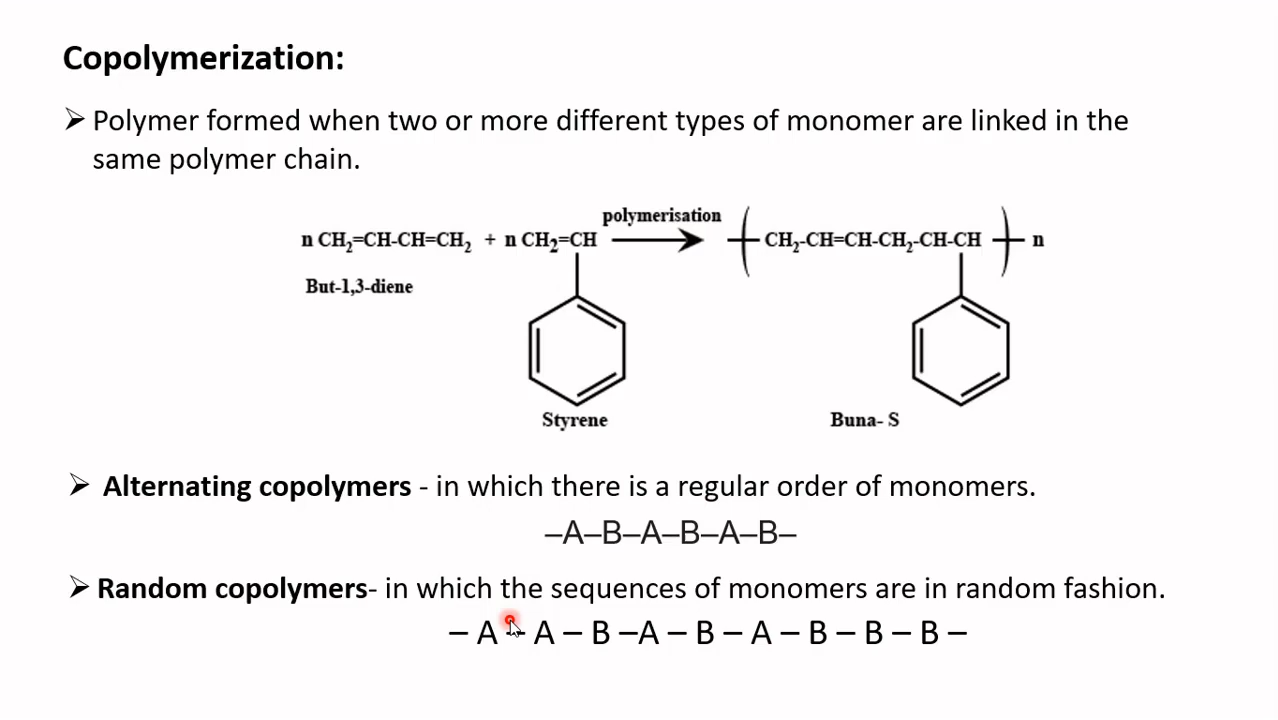 Copolymerization:
➢ Polymer formed when two or more different types of monomer are linked in the
same polymer chain.
polymerisation
n CH₂=CH-CH=CH₂ + n CH₂=CH CH₂-CH=CH-CH₂-CH-CH n
But-1,3-diene
Styrene Buna- S
➢ Alternating copolymers - in which there is a regular order of monomers.
–A–B–A–B–A–B–
➢ Random copolymers- in which the sequences of monomers are in random fashion.
– A – A – B –A – B – A – B – B – B –